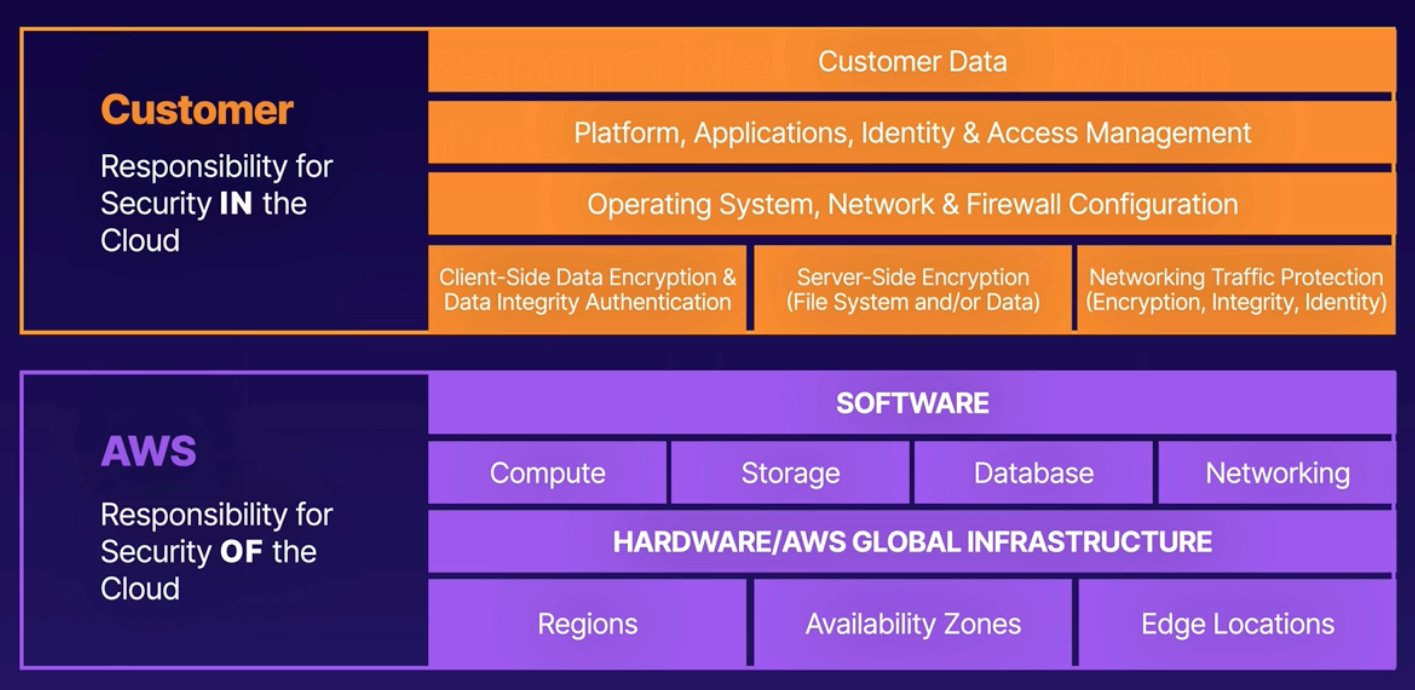 Customer
Responsibility for
Security IN the
Cloud
Customer Data
Platform, Applications, Identity & Access Management
Operating System, Network & Firewall Configuration
Client-Side Data Encryption &
Data Integrity Authentication
Server-Side Encryption
(File System and/or Data)
Networking Traffic Protection
(Encryption, Integrity, Identity)
AWS
Responsibility for
Security OF the
Cloud
SOFTWARE
Compute
Storage
Database
Networking
HARDWARE/AWS GLOBAL INFRASTRUCTURE
Regions
Availability Zones
Edge Locations